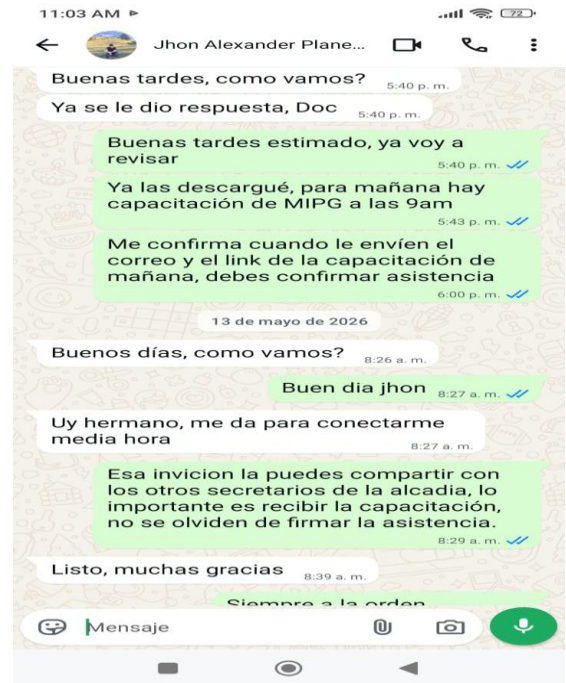 11:03 AM
72
Jhon Alexander Plane...
Buenas tardes, como vamos?
5:40 p. m.
Ya se le dio respuesta, Doc
5:40 p. m.
Buenas tardes estimado, ya voy a
revisar
5:40 p. m.
Ya las descargué, para mañana hay
capacitación de MIPG a las 9am
5:43 p. m.
Me confirma cuando le envíen el
correo y el link de la capacitación de
mañana, debes confirmar asistencia
6:00 p. m.
13 de mayo de 2026
Buenos días, como vamos?
8:26 a. m.
Buen dia jhon
8:27 a. m.
Uy hermano, me da para conectarme
media hora
8:27 a. m.
Esa invicion la puedes compartir con
los otros secretarios de la alcadia, lo
importante es recibir la capacitación,
no se olviden de firmar la asistencia.
8:29 a. m.
Listo, muchas gracias
8:39 a. m.
Siempre a la orden
Mensaje